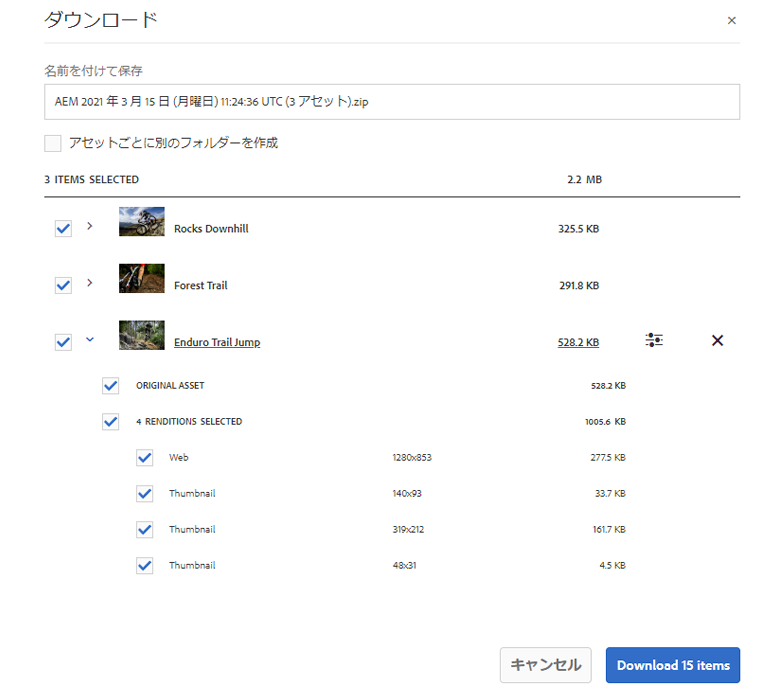 ダウンロード
名前を付けて保存
AEM 2021 年 3 月 15 日 (月曜日) 11:24:36 UTC (3 アセット).zip
アセットごとに別のフォルダーを作成
3 ITEMS SELECTED 2.2 MB
Rocks Downhill 325.5 KB
Forest Trail 291.8 KB
Enduro Trail Jump 528.2 KB
ORIGINAL ASSET 528.2 KB
4 RENDITIONS SELECTED 1005.6 KB
Web 1280x853 277.5 KB
Thumbnail 140x93 33.7 KB
Thumbnail 319x212 161.7 KB
Thumbnail 48x31 4.5 KB
キャンセル Download 15 items